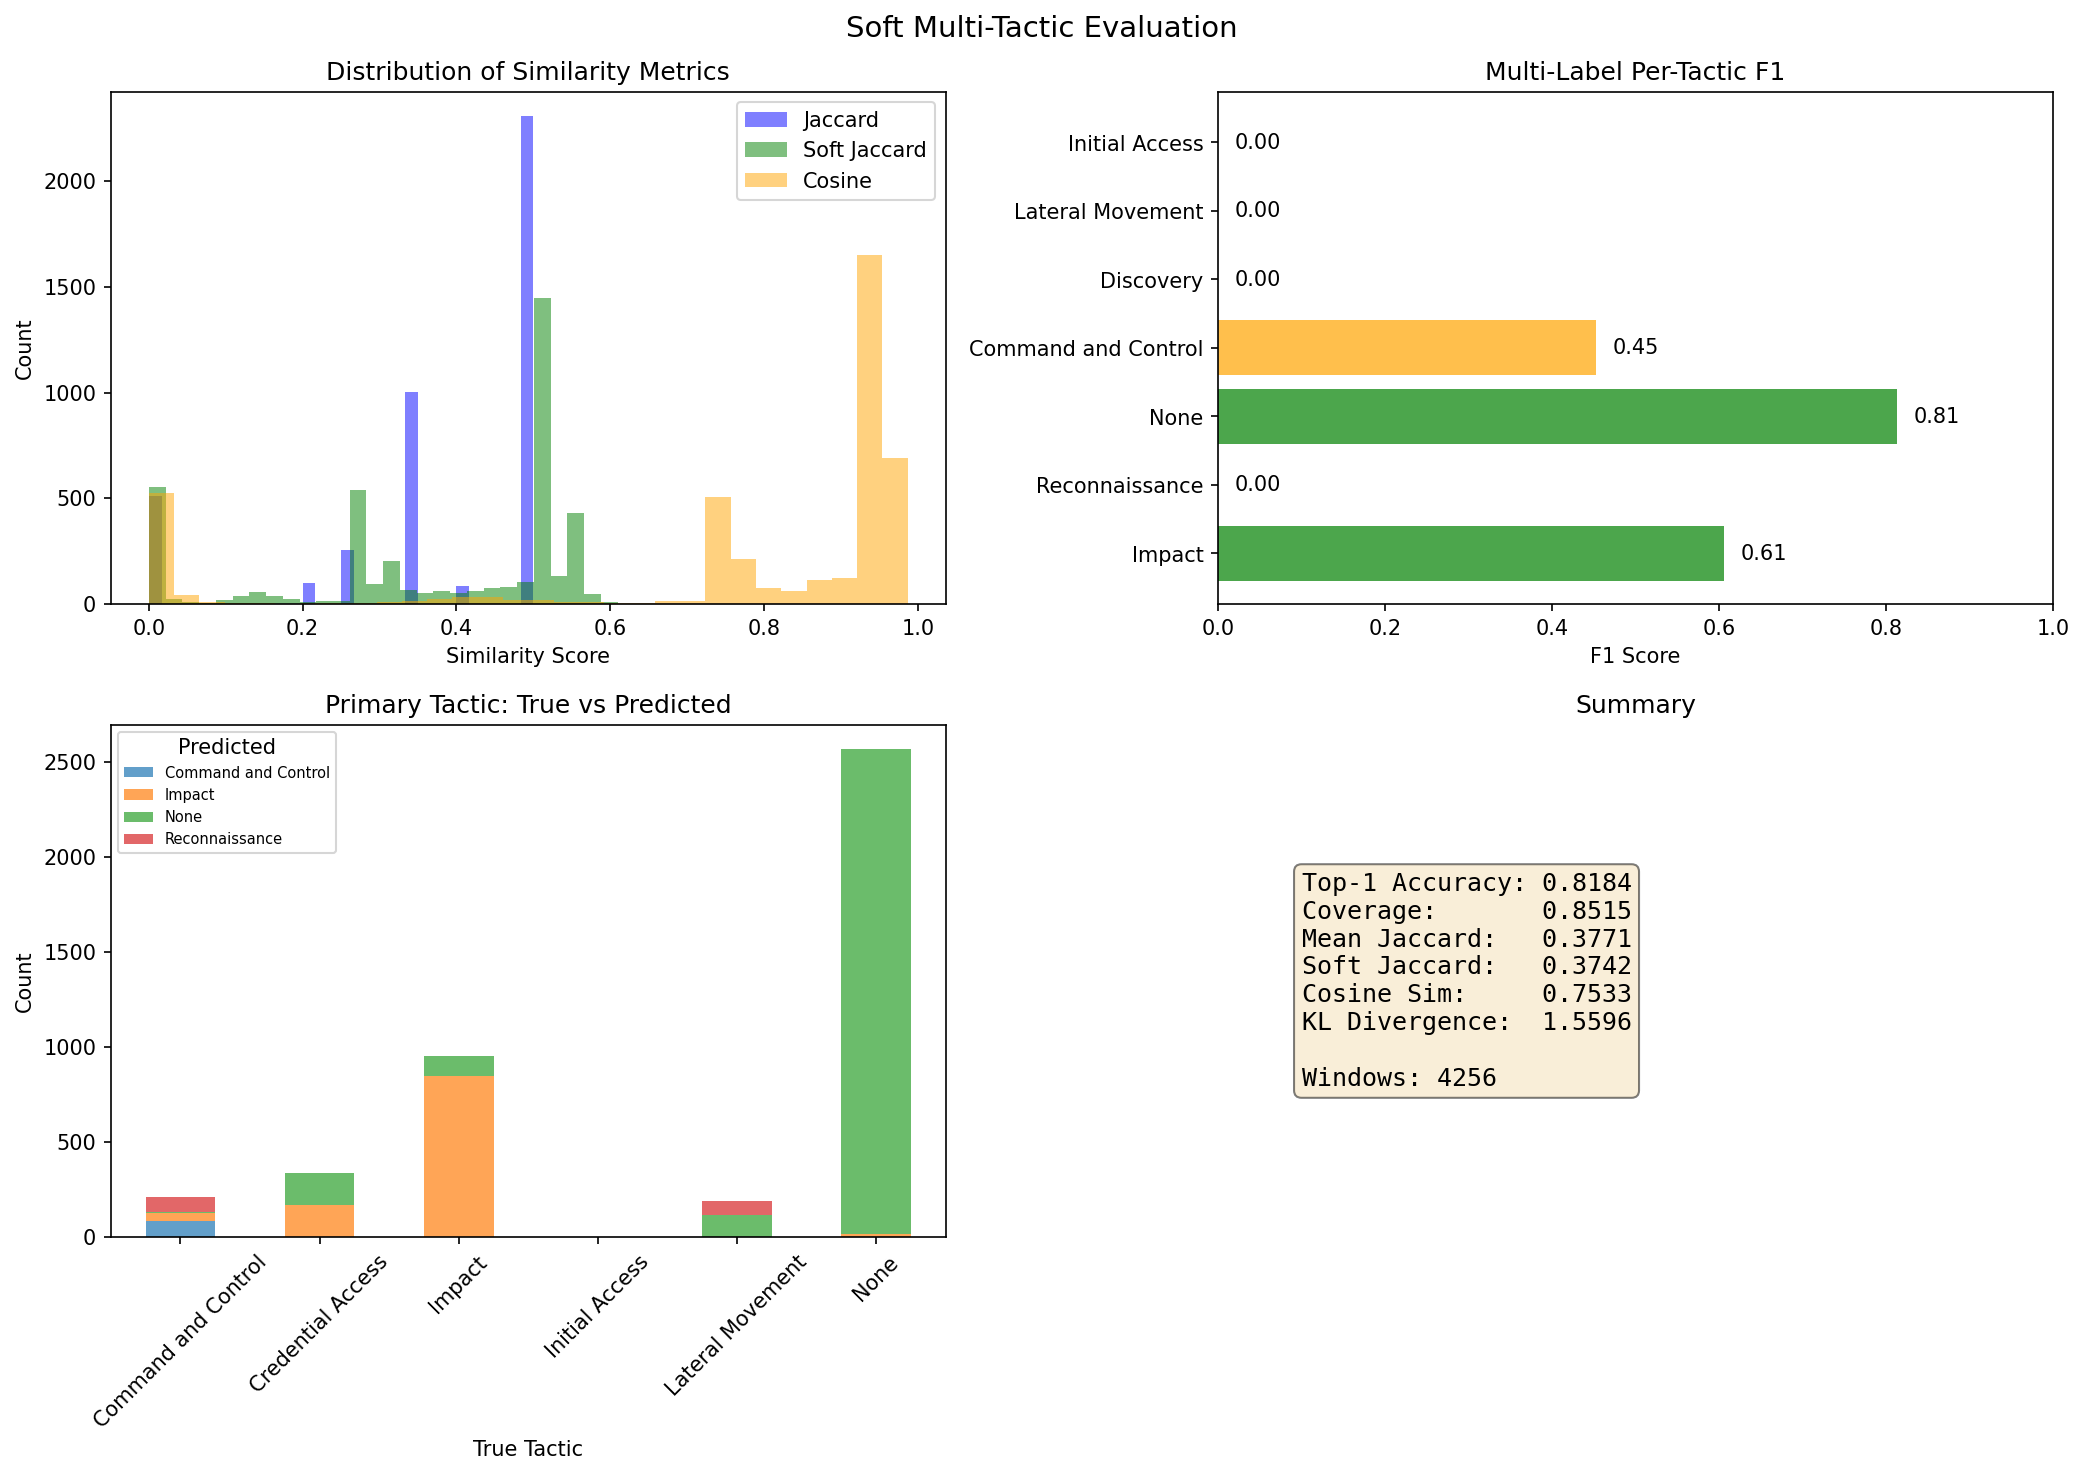 Soft Multi-Tactic Evaluation
Distribution of Similarity Metrics
Jaccard
Soft Jaccard
Cosine
2000
1500
1000
500
0
Count
0.0 0.2 0.4 0.6 0.8 1.0
Similarity Score
Multi-Label Per-Tactic F1
Initial Access 0.00
Lateral Movement 0.00
Discovery 0.00
Command and Control 0.45
None 0.81
Reconnaissance 0.00
Impact 0.61
0.0 0.2 0.4 0.6 0.8 1.0
F1 Score
Primary Tactic: True vs Predicted
Predicted
Command and Control
Impact
None
Reconnaissance
2500
2000
1500
1000
500
0
Count
Command and Control
Credential Access
Impact
Initial Access
Lateral Movement
None
True Tactic
Summary
Top-1 Accuracy: 0.8184
Coverage: 0.8515
Mean Jaccard: 0.3771
Soft Jaccard: 0.3742
Cosine Sim: 0.7533
KL Divergence: 1.5596
Windows: 4256